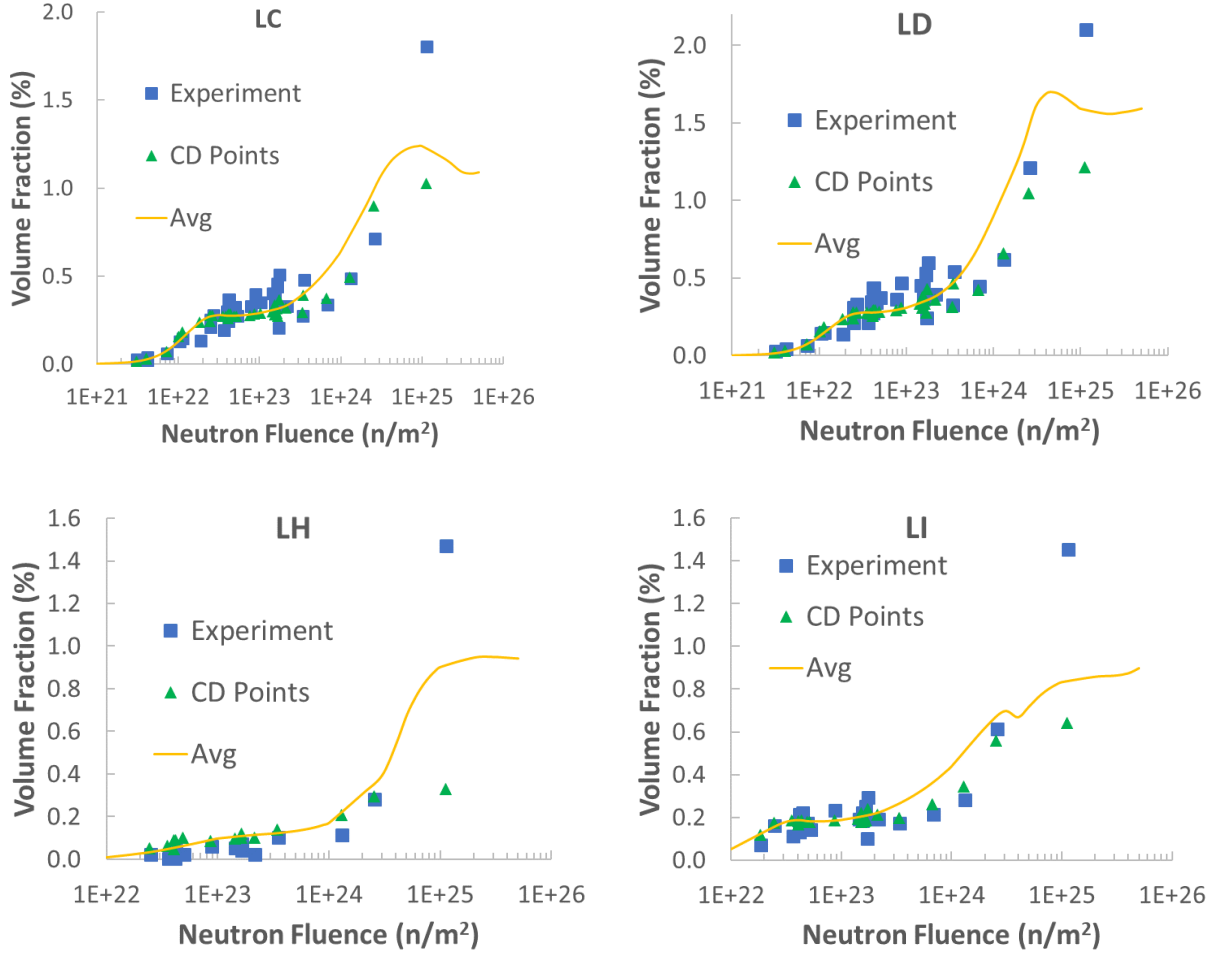 LC
2.0
1.5
1.0
0.5
0.0
Volume Fraction (%)
Experiment
CD Points
Avg
1E+21 1E+22 1E+23 1E+24 1E+25 1E+26
Neutron Fluence (n/m²)
LD
2.0
1.5
1.0
0.5
0.0
Volume Fraction (%)
Experiment
CD Points
Avg
1E+21 1E+22 1E+23 1E+24 1E+25 1E+26
Neutron Fluence (n/m²)
LH
1.6
1.4
1.2
1.0
0.8
0.6
0.4
0.2
0.0
Volume Fraction (%)
Experiment
CD Points
Avg
1E+22 1E+23 1E+24 1E+25 1E+26
Neutron Fluence (n/m²)
LI
1.6
1.4
1.2
1.0
0.8
0.6
0.4
0.2
0.0
Volume Fraction (%)
Experiment
CD Points
Avg
1E+22 1E+23 1E+24 1E+25 1E+26
Neutron Fluence (n/m²)